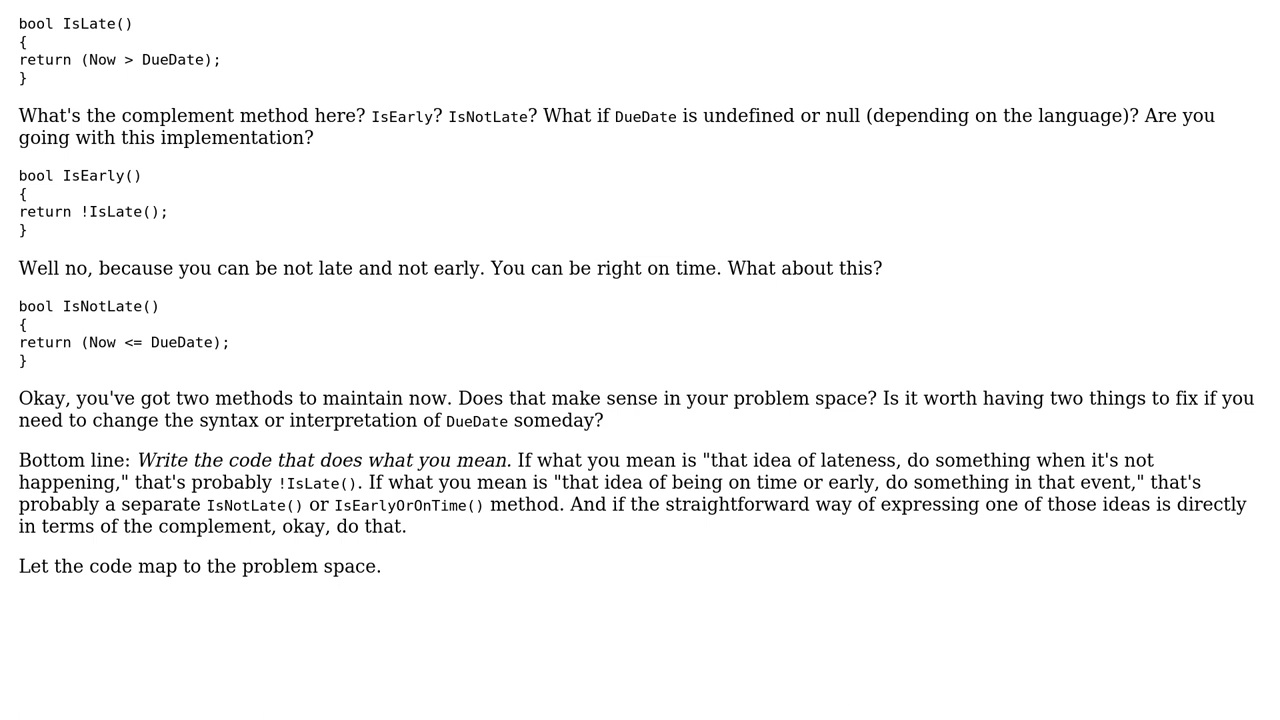 bool IsLate()
{
return (Now > DueDate);
}
What's the complement method here? IsEarly? IsNotLate? What if DueDate is undefined or null (depending on the language)? Are you
going with this implementation?
bool IsEarly()
{
return !IsLate();
}
Well no, because you can be not late and not early. You can be right on time. What about this?
bool IsNotLate()
{
return (Now <= DueDate);
}
Okay, you've got two methods to maintain now. Does that make sense in your problem space? Is it worth having two things to fix if you
need to change the syntax or interpretation of DueDate someday?
Bottom line: Write the code that does what you mean. If what you mean is "that idea of lateness, do something when it's not
happening," that's probably !IsLate(). If what you mean is "that idea of being on time or early, do something in that event," that's
probably a separate IsNotLate() or IsEarlyOrOnTime() method. And if the straightforward way of expressing one of those ideas is directly
in terms of the complement, okay, do that.
Let the code map to the problem space.